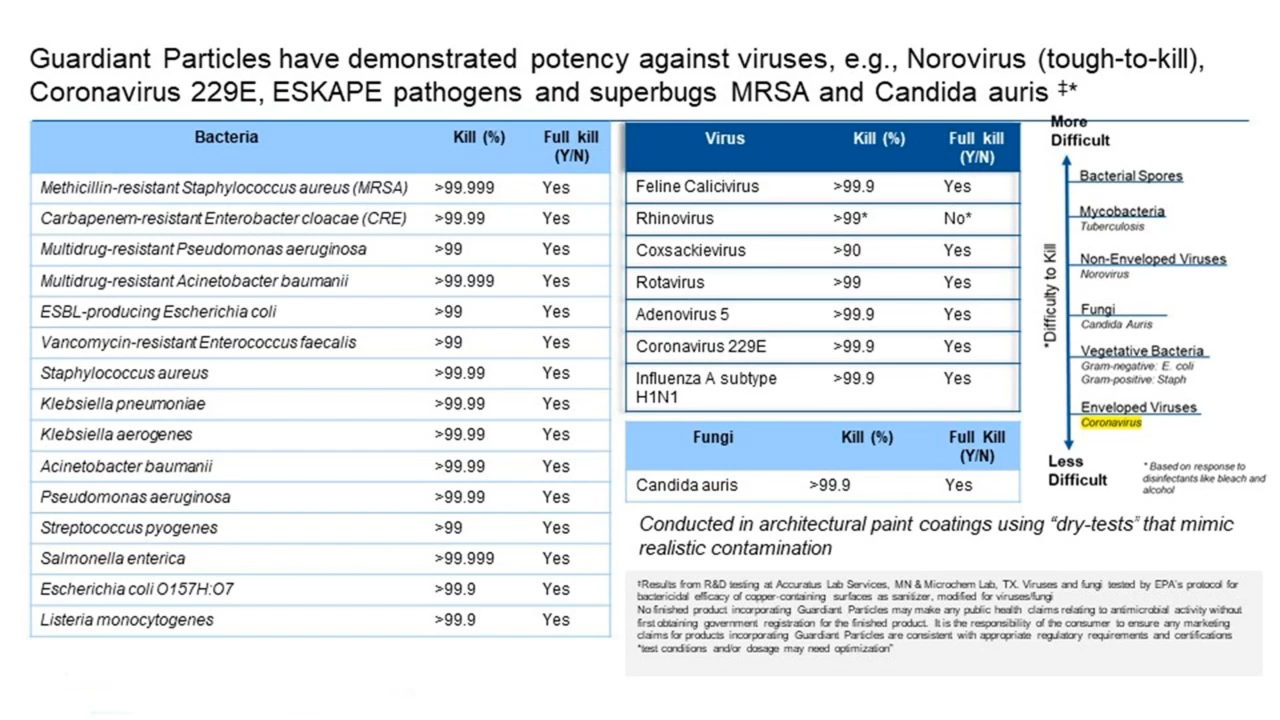 Guardiant Particles have demonstrated potency against viruses, e.g., Norovirus (tough-to-kill),
Coronavirus 229E, ESKAPE pathogens and superbugs MRSA and Candida auris ‡*
Bacteria Kill (%) Full kill
(Y/N)
Methicillin-resistant Staphylococcus aureus (MRSA) >99.999 Yes
Carbapenem-resistant Enterobacter cloacae (CRE) >99.99 Yes
Multidrug-resistant Pseudomonas aeruginosa >99 Yes
Multidrug-resistant Acinetobacter baumanii >99.999 Yes
ESBL-producing Escherichia coli >99 Yes
Vancomycin-resistant Enterococcus faecalis >99 Yes
Staphylococcus aureus >99.99 Yes
Klebsiella pneumoniae >99.99 Yes
Klebsiella aerogenes >99.99 Yes
Acinetobacter baumanii >99.99 Yes
Pseudomonas aeruginosa >99.99 Yes
Streptococcus pyogenes >99 Yes
Salmonella enterica >99.999 Yes
Escherichia coli O157H:O7 >99.9 Yes
Listeria monocytogenes >99.9 Yes
Virus Kill (%) Full kill
(Y/N)
Feline Calicivirus >99.9 Yes
Rhinovirus >99* No*
Coxsackievirus >90 Yes
Rotavirus >99 Yes
Adenovirus 5 >99.9 Yes
Coronavirus 229E >99.9 Yes
Influenza A subtype >99.9 Yes
H1N1
Fungi Kill (%) Full Kill
(Y/N)
Candida auris >99.9 Yes
More
Difficult
*Difficulty to Kill
Bacterial Spores
Mycobacteria
Tuberculosis
Non-Enveloped Viruses
Norovirus
Fungi
Candida Auris
Vegetative Bacteria
Gram-negative: E. coli
Gram-positive: Staph
Enveloped Viruses
Coronavirus
Less
Difficult
* Based on response to
disinfectants like bleach and
alcohol
Conducted in architectural paint coatings using “dry-tests” that mimic
realistic contamination
‡Results from R&D testing at Accuratus Lab Services, MN & Microchem Lab, TX. Viruses and fungi tested by EPA's protocol for
bactericidal efficacy of copper-containing surfaces as sanitizer, modified for viruses/fungi
No finished product incorporating Guardiant Particles may make any public health claims relating to antimicrobial activity without
first obtaining government registration for the finished product. It is the responsibility of the consumer to ensure any marketing
claims for products incorporating Guardiant Particles are consistent with appropriate regulatory requirements and certifications
*test conditions and/or dosage may need optimization”